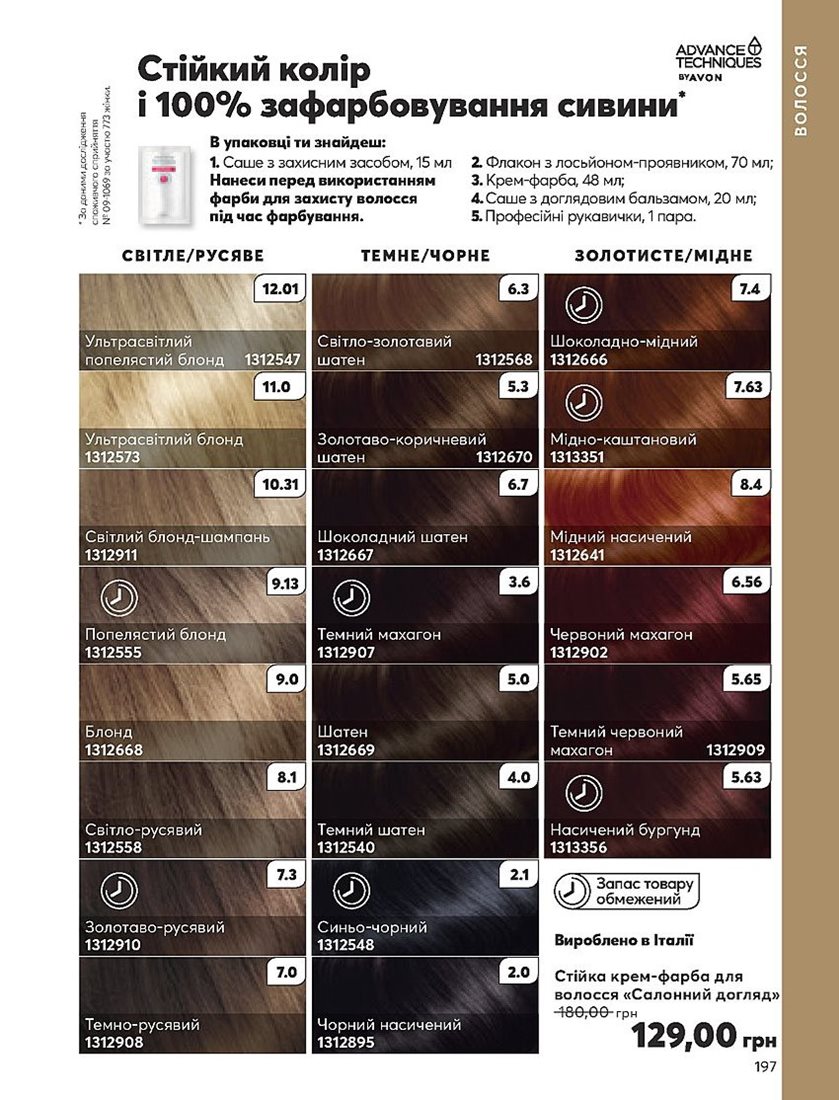 Стійкий колір
і 100% зафарбовування сивини*
ADVANCE
TECHNIQUES
BY AVON
ВОЛОССЯ
* За даними дослідження
споживчого сприйняття
№ 09-1069 за участю 773 жінки.
В упаковці ти знайдеш:
1. Саше з захисним засобом, 15 мл
Нанеси перед використанням
фарби для захисту волосся
під час фарбування.
2. Флакон з лосьйоном-проявником, 70 мл;
3. Крем-фарба, 48 мл;
4. Саше з доглядовим бальзамом, 20 мл;
5. Професійні рукавички, 1 пара.
СВІТЛЕ/РУСЯВЕ
12.01
Ультрасвітлий
попелястий блонд 1312547
11.0
Ультрасвітлий блонд
1312573
10.31
Світлий блонд-шампань
1312911
9.13
Попелястий блонд
1312555
9.0
Блонд
1312668
8.1
Світло-русявий
1312558
7.3
Золотаво-русявий
1312910
7.0
Темно-русявий
1312908
ТЕМНЕ/ЧОРНЕ
6.3
Світло-золотавий
шатен 1312568
5.3
Золотаво-коричневий
шатен 1312670
6.7
Шоколадний шатен
1312667
3.6
Темний махагон
1312907
5.0
Шатен
1312669
4.0
Темний шатен
1312540
2.1
Синьо-чорний
1312548
2.0
Чорний насичений
1312895
ЗОЛОТИСТЕ/МІДНЕ
7.4
Шоколадно-мідний
1312666
7.63
Мідно-каштановий
1313351
8.4
Мідний насичений
1312641
6.56
Червоний махагон
1312902
5.65
Темний червоний
махагон 1312909
5.63
Насичений бургунд
1313356
Запас товару
обмежений
Вироблено в Італії
Стійка крем-фарба для
волосся «Салонний догляд»
180,00 грн
129,00 грн
197